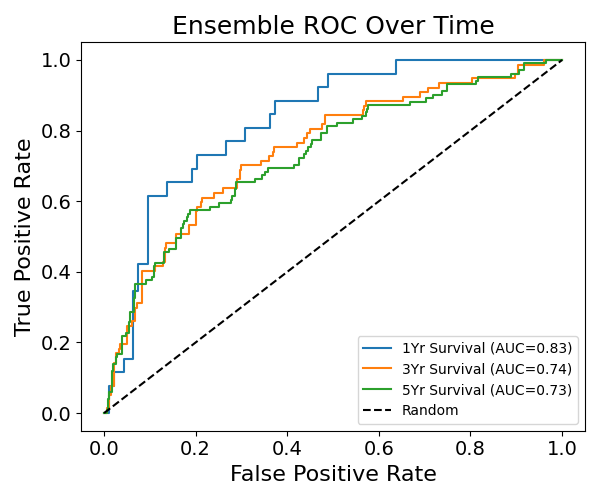 Ensemble ROC Over Time
True Positive Rate
1.0
0.8
0.6
0.4
0.2
0.0
0.0 0.2 0.4 0.6 0.8 1.0
False Positive Rate
1Yr Survival (AUC=0.83)
3Yr Survival (AUC=0.74)
5Yr Survival (AUC=0.73)
Random